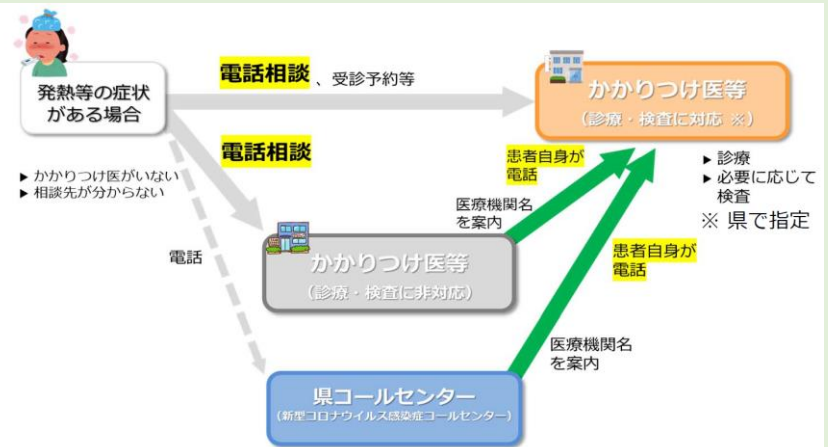 発熱等の症状
がある場合
電話相談 、受診予約等
かかりつけ医等
（診療・検査に対応 ※）
▶ 診療
▶ 必要に応じて
検査
※ 県で指定
電話相談
▶ かかりつけ医がいない
▶ 相談先が分からない
患者自身が
電話
医療機関名
を案内
電話
かかりつけ医等
（診療・検査に非対応）
患者自身が
電話
医療機関名
を案内
県コールセンター
（新型コロナウイルス感染症コールセンター）